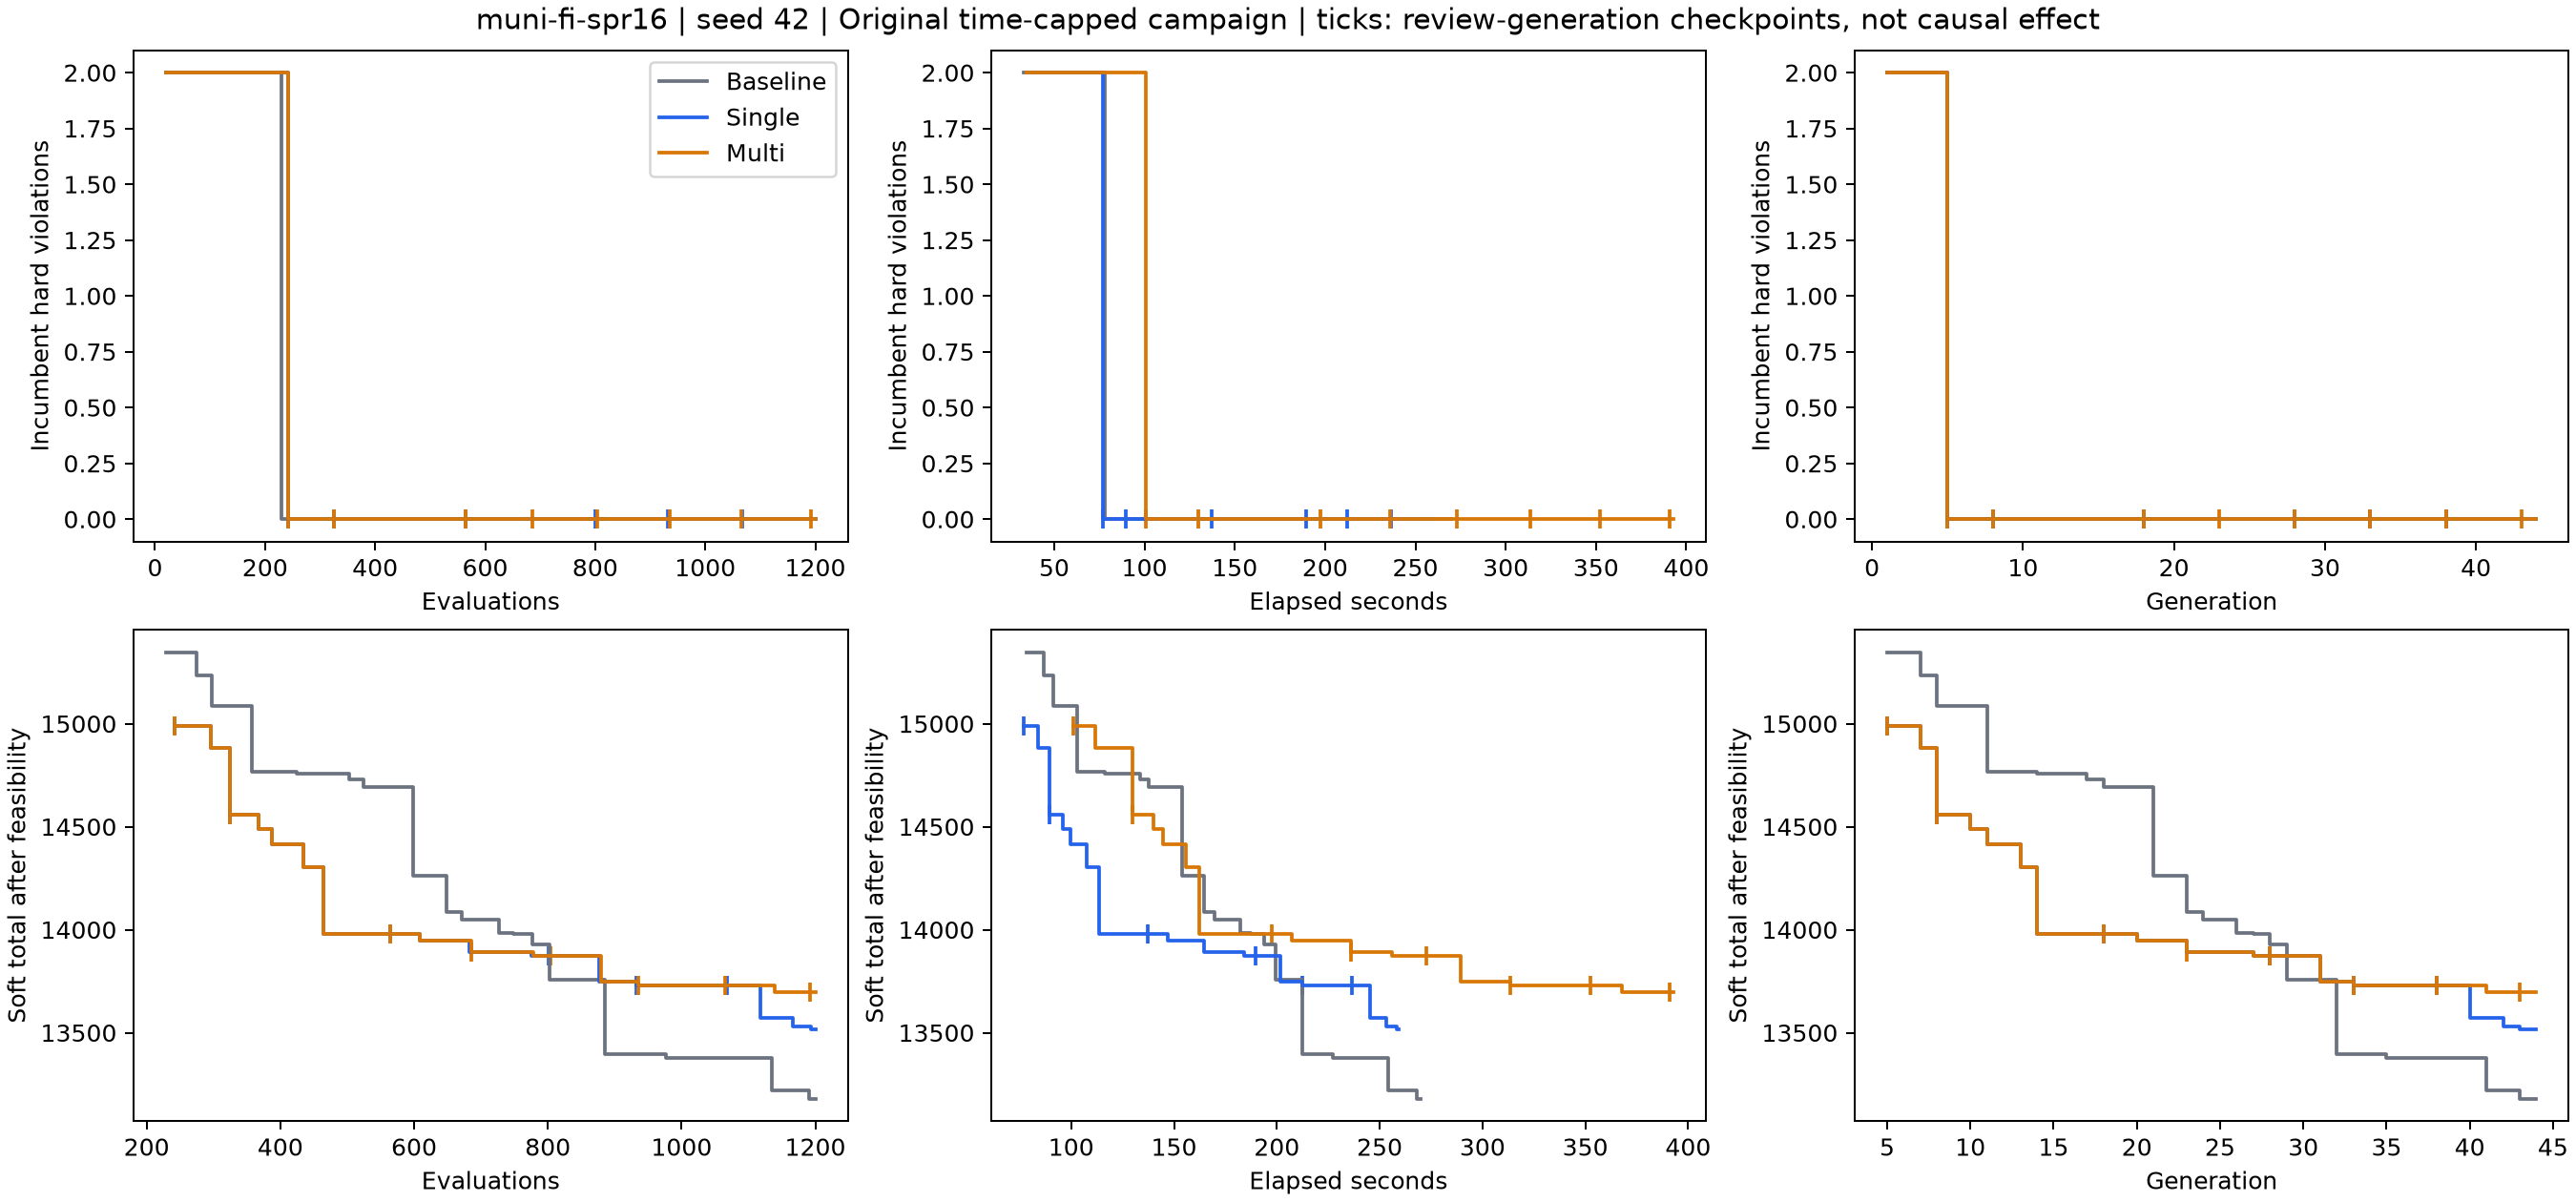 muni-fi-spr16 | seed 42 | Original time-capped campaign | ticks: review-generation checkpoints, not causal effect
Incumbent hard violations
2.00
1.75
1.50
1.25
1.00
0.75
0.50
0.25
0.00
Baseline
Single
Multi
0 200 400 600 800 1000 1200
Evaluations
Incumbent hard violations
2.00
1.75
1.50
1.25
1.00
0.75
0.50
0.25
0.00
50 100 150 200 250 300 350 400
Elapsed seconds
Incumbent hard violations
2.00
1.75
1.50
1.25
1.00
0.75
0.50
0.25
0.00
0 10 20 30 40
Generation
Soft total after feasibility
15000
14500
14000
13500
200 400 600 800 1000 1200
Evaluations
Soft total after feasibility
15000
14500
14000
13500
100 150 200 250 300 350 400
Elapsed seconds
Soft total after feasibility
15000
14500
14000
13500
5 10 15 20 25 30 35 40 45
Generation